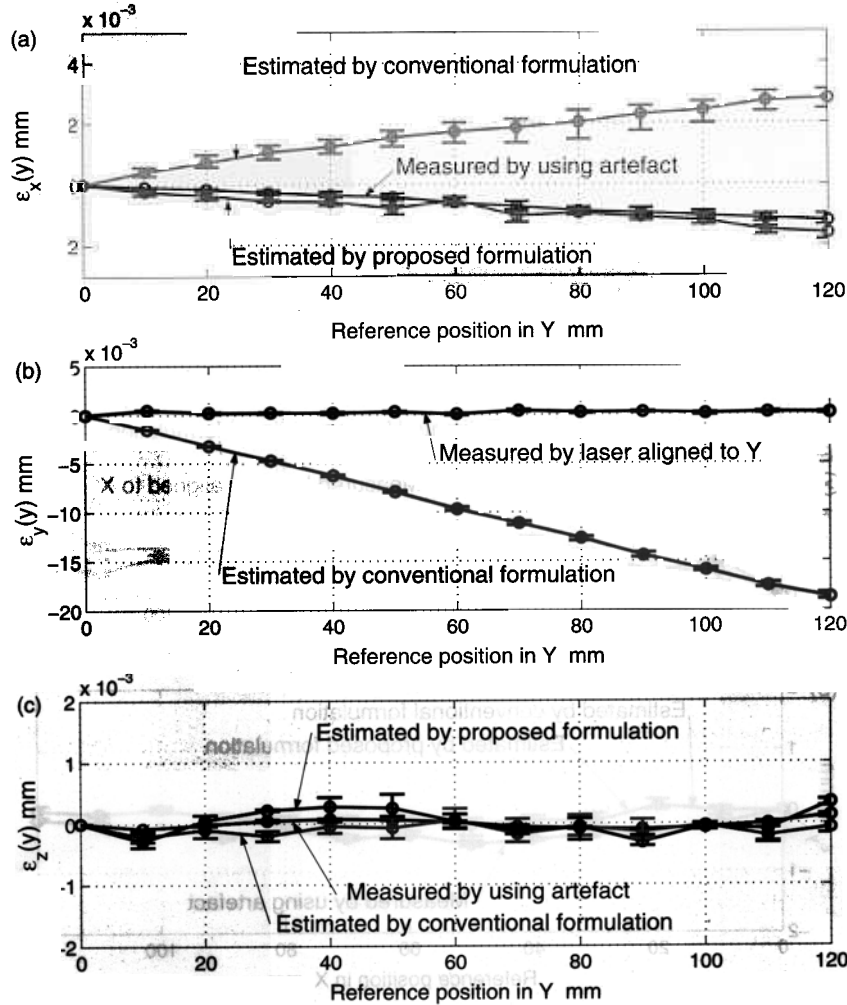 (a)
x 10⁻³
4
2
0
2
εx(y) mm
Estimated by conventional formulation
Measured by using artefact
Estimated by proposed formulation
0 20 40 60 80 100 120
Reference position in Y mm
(b)
x 10⁻³
5
−5
−10
−15
−20
εy(y) mm
Measured by laser aligned to Y
Estimated by conventional formulation
0 20 40 60 80 100 120
Reference position in Y mm
(c)
x 10⁻³
2
1
0
-1
-2
εz(y) mm
Estimated by proposed formulation
Measured by using artefact
Estimated by conventional formulation
0 20 40 60 80 100 120
Reference position in Y mm